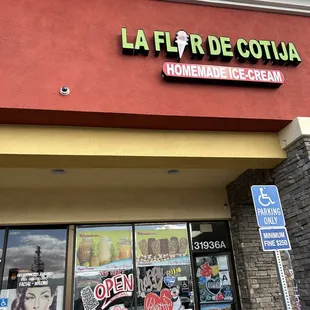 LA FLOR DE COTIJA
HOMEMADE ICE-CREAM
31936A
PARKING
ONLY
MINIMUM
FINE $250
OPEN